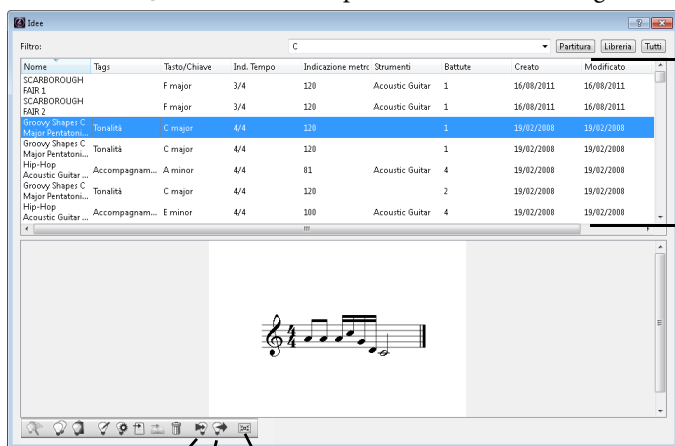 Idee
Filtro: C Partitura Libreria Tutti
Nome Tags Tasto/Chiave Ind. Tempo Indicazione metrc Strumenti Battute Creato Modificato
SCARBOROUGH
FAIR 1 F major 3/4 120 Acoustic Guitar 1 16/08/2011 16/08/2011
SCARBOROUGH
FAIR 2 F major 3/4 120 Acoustic Guitar 1 16/08/2011 16/08/2011
Groovy Shapes C
Major Pentatoni... Tonalità C major 4/4 120 1 19/02/2008 19/02/2008
Groovy Shapes C
Major Pentatoni... Tonalità C major 4/4 120 1 19/02/2008 19/02/2008
Hip-Hop
Acoustic Guitar ... Accompagnam... A minor 4/4 81 Acoustic Guitar 4 19/02/2008 19/02/2008
Groovy Shapes C
Major Pentatoni... Tonalità C major 4/4 120 2 19/02/2008 19/02/2008
Hip-Hop
Acoustic Guitar ... Accompagnam... E minor 4/4 100 Acoustic Guitar 4 19/02/2008 19/02/2008
4
4